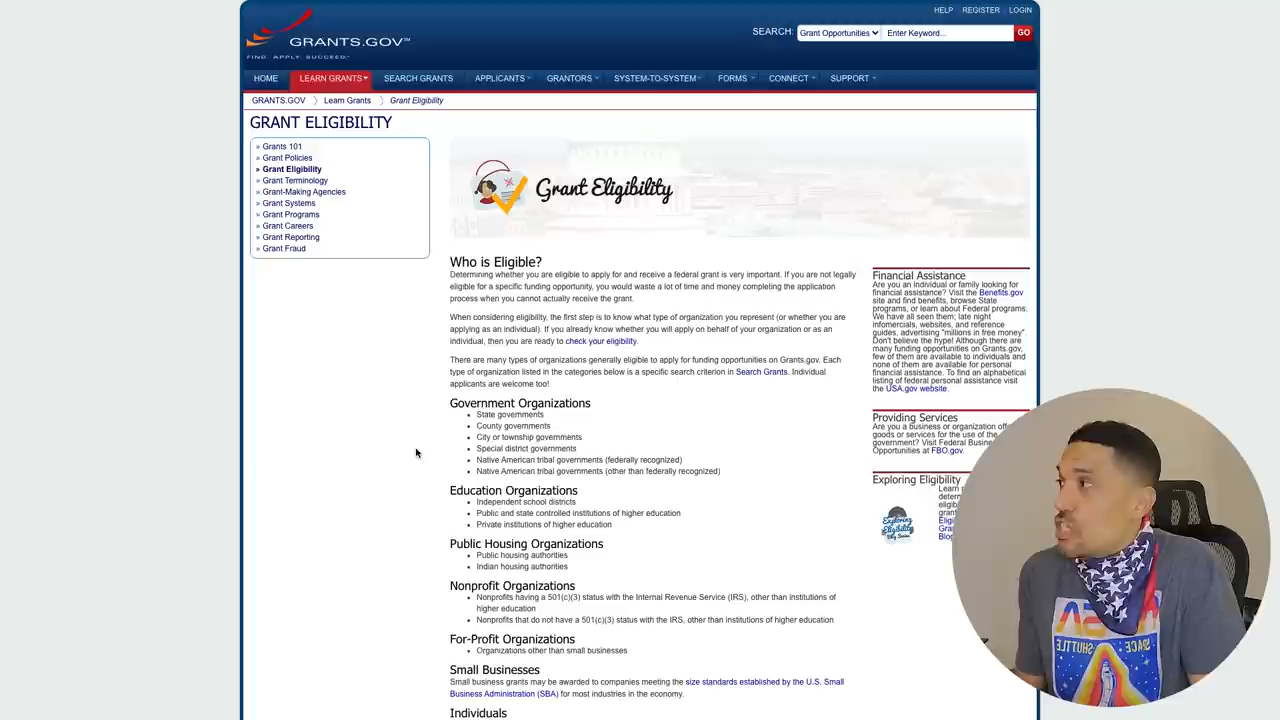 HELP REGISTER LOGIN
GRANTS.GOV™
FIND. APPLY. SUCCEED.℠
SEARCH: Grant Opportunities Enter Keyword... GO
HOME LEARN GRANTS SEARCH GRANTS APPLICANTS GRANTORS SYSTEM-TO-SYSTEM FORMS CONNECT SUPPORT
GRANTS.GOV Learn Grants Grant Eligibility
GRANT ELIGIBILITY
» Grants 101
» Grant Policies
» Grant Eligibility
» Grant Terminology
» Grant-Making Agencies
» Grant Systems
» Grant Programs
» Grant Careers
» Grant Reporting
» Grant Fraud
Grant Eligibility
Who is Eligible?
Determining whether you are eligible to apply for and receive a federal grant is very important. If you are not legally
eligible for a specific funding opportunity, you would waste a lot of time and money completing the application
process when you cannot actually receive the grant.
When considering eligibility, the first step is to know what type of organization you represent (or whether you are
applying as an individual). If you already know whether you will apply on behalf of your organization or as an
individual, then you are ready to check your eligibility.
There are many types of organizations generally eligible to apply for funding opportunities on Grants.gov. Each
type of organization listed in the categories below is a specific search criterion in Search Grants. Individual
applicants are welcome too!
Government Organizations
• State governments
• County governments
• City or township governments
• Special district governments
• Native American tribal governments (federally recognized)
• Native American tribal governments (other than federally recognized)
Education Organizations
• Independent school districts
• Public and state controlled institutions of higher education
• Private institutions of higher education
Public Housing Organizations
• Public housing authorities
• Indian housing authorities
Nonprofit Organizations
• Nonprofits having a 501(c)(3) status with the Internal Revenue Service (IRS), other than institutions of
higher education
• Nonprofits that do not have a 501(c)(3) status with the IRS, other than institutions of higher education
For-Profit Organizations
• Organizations other than small businesses
Small Businesses
Small business grants may be awarded to companies meeting the size standards established by the U.S. Small
Business Administration (SBA) for most industries in the economy.
Individuals
Financial Assistance
Are you an individual or family looking for
financial assistance? Visit the Benefits.gov
site and find benefits, browse State
programs, or learn about Federal programs.
We have all seen them; late night
infomercials, websites, and reference
guides, advertising "millions in free money".
Don't believe the hype! Although there are
many funding opportunities on Grants.gov,
few of them are available to individuals and
none of them are available for personal
financial assistance. To find an alphabetical
listing of federal personal assistance visit
the USA.gov website.
Providing Services
Are you a business or organization
goods or services for the use of the
government? Visit Federal
Opportunities at FBO.gov.
Exploring Eligibility
Exploring
Eligibility
Blog Series
Learn
SPACE
SHUTTLE